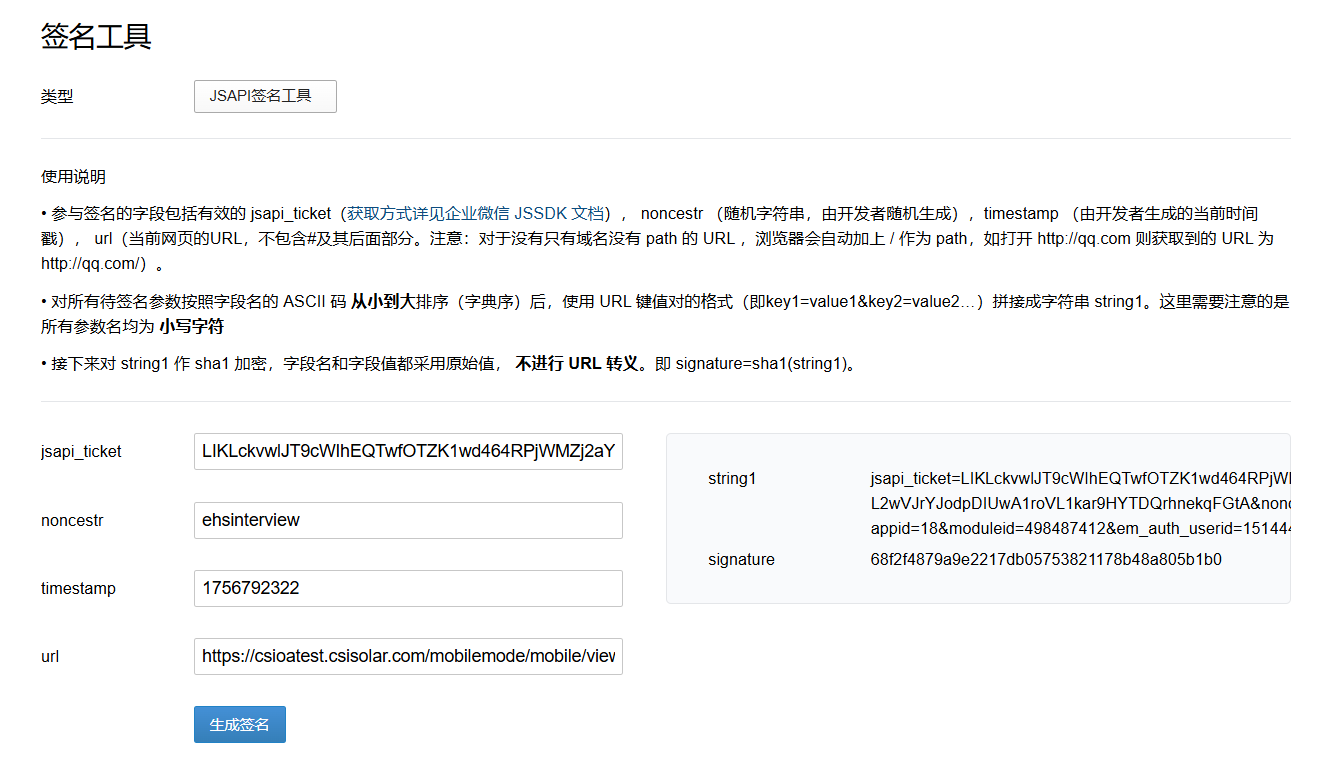 签名工具
类型
JSAPI签名工具
使用说明
• 参与签名的字段包括有效的 jsapi_ticket（获取方式详见企业微信 JSSDK 文档）， noncestr （随机字符串，由开发者随机生成），timestamp （由开发者生成的当前时间
戳）， url（当前网页的URL，不包含#及其后面部分。注意：对于没有只有域名没有 path 的 URL ，浏览器会自动加上 / 作为 path，如打开 http://qq.com 则获取到的 URL 为
http://qq.com/）。
• 对所有待签名参数按照字段名的 ASCII 码 从小到大排序（字典序）后，使用 URL 键值对的格式（即key1=value1&key2=value2…）拼接成字符串 string1。这里需要注意的是
所有参数名均为 小写字符
• 接下来对 string1 作 sha1 加密，字段名和字段值都采用原始值， 不进行 URL 转义。即 signature=sha1(string1)。
jsapi_ticket
LIKLckvwlJT9cWIhEQTwfOTZK1wd464RPjWMZj2aY
noncestr
ehsinterview
timestamp
1756792322
url
https://csioatest.csisolar.com/mobilemode/mobile/view
生成签名
string1
jsapi_ticket=LIKLckvwlJT9cWIhEQTwfOTZK1wd464RPjW
L2wVJrYJodpDIUwA1roVL1kar9HYTDQrhnekqFGtA&non
appid=18&moduleid=498487412&em_auth_userid=151444
signature
68f2f4879a9e2217db05753821178b48a805b1b0